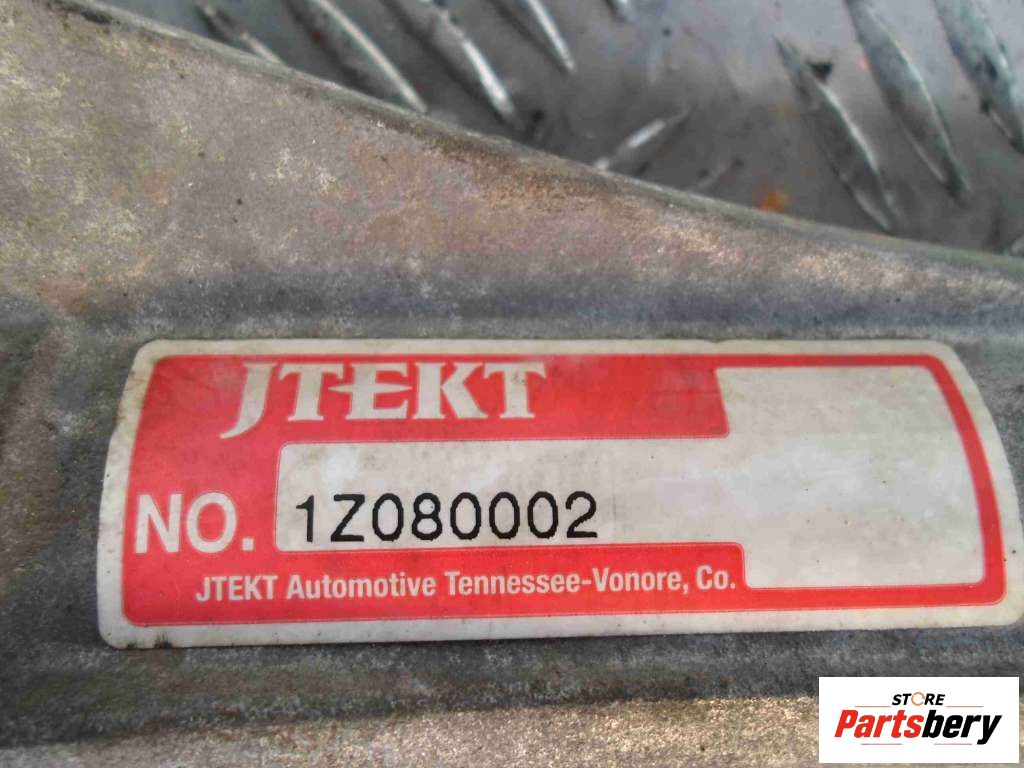 JTEKT
NO. 1Z080002
JTEKT Automotive Tennessee-Vonore, Co.
STORE
Partsbery